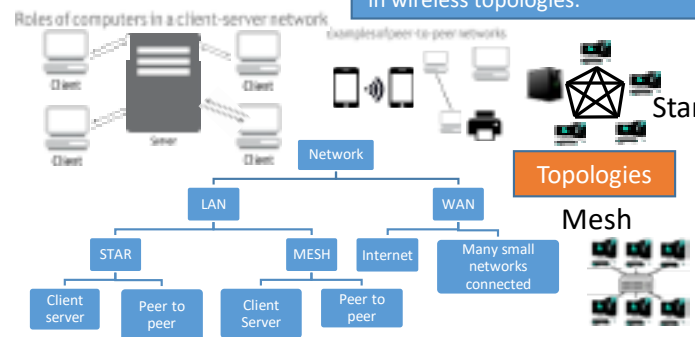 in wireless topologies.
Roles of computers in a client-server network
Client
Client
Client
Server
Client
Examples of peer-to-peer networks
Star
Topologies
Mesh
Network
LAN
WAN
STAR
MESH
Internet
Many small
networks
connected
Client
server
Peer to
peer
Client
Server
Peer to
peer